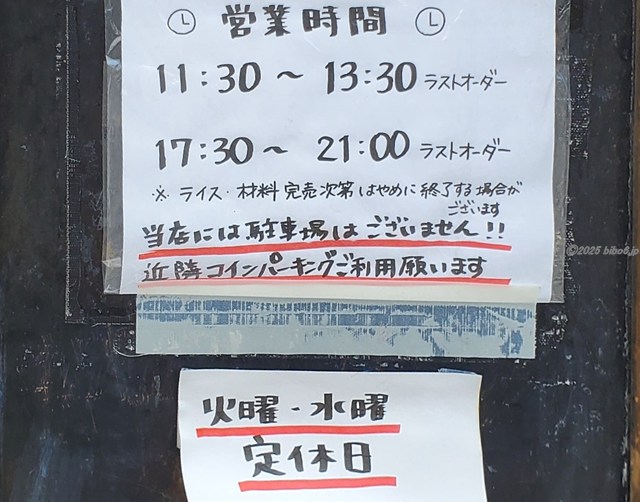 営業時間
11:30 ～ 13:30 ラストオーダー
17:30 ～ 21:00 ラストオーダー
※ ライス・材料完売次第はやめに終了する場合が
ございます
当店には駐車場はございません!!
近隣コインパーキングご利用願います
©2025 bibo6.jp
火曜・水曜
定休日